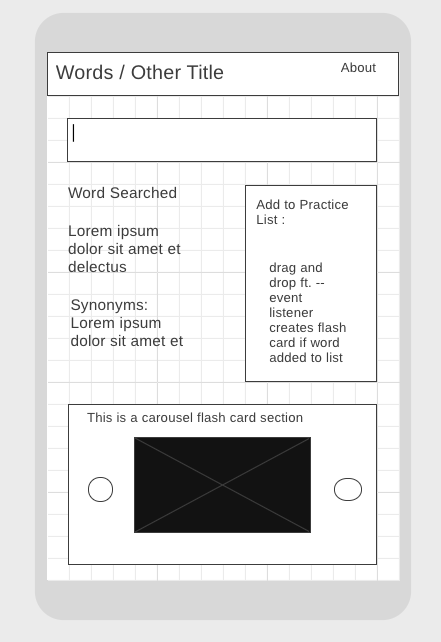 Words / Other Title
About
Word Searched
Lorem ipsum
dolor sit amet et
delectus
Synonyms:
Lorem ipsum
dolor sit amet et
Add to Practice
List :
drag and
drop ft. --
event
listener
creates flash
card if word
added to list
This is a carousel flash card section